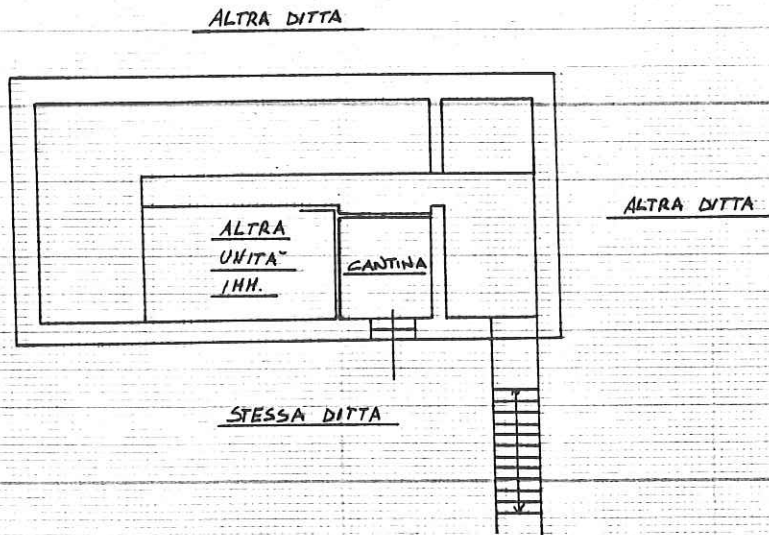 ALTRA DITTA
ALTRA DITTA
ALTRA
UNITA'
IMM.
CANTINA
STESSA DITTA